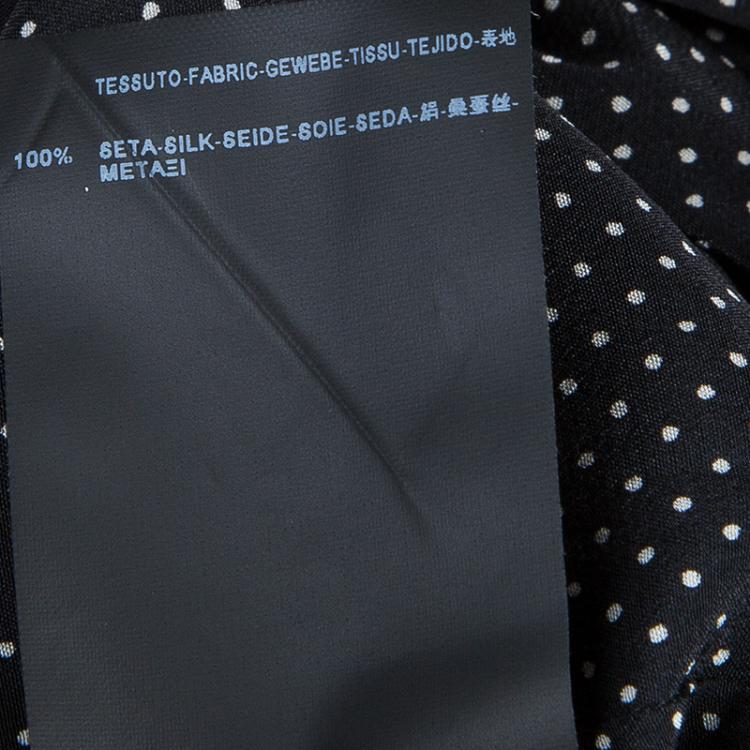 TESSUTO-FABRIC-GEWEBE-TISSU-TEJIDO-表地
100% SETA-SILK-SEIDE-SOIE-SEDA-絹-桑蚕丝-
METAΞI